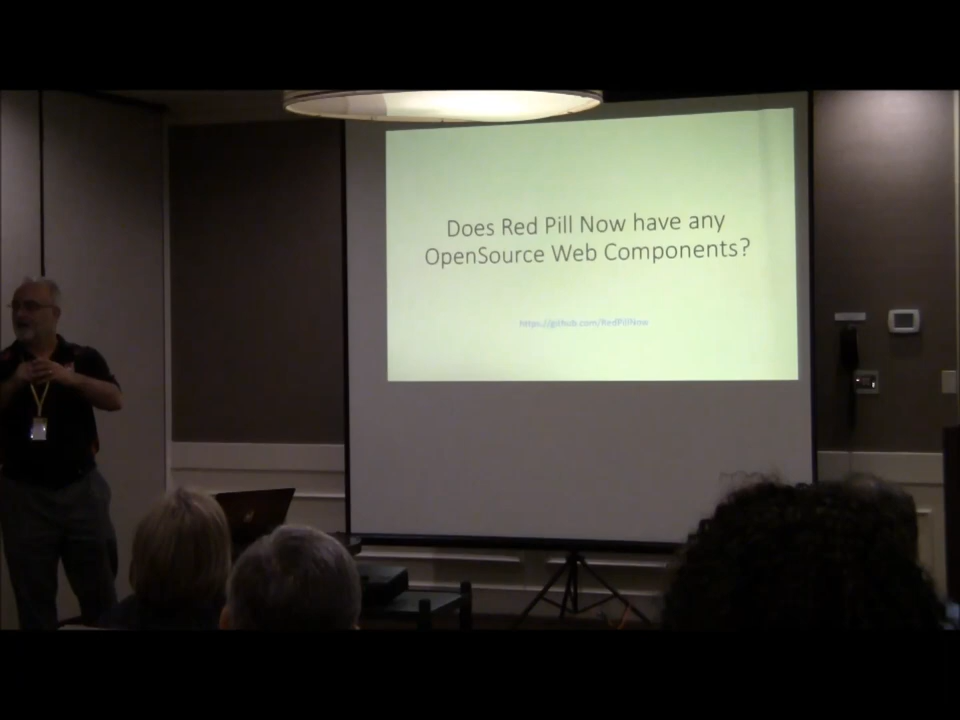 Does Red Pill Now have any
OpenSource Web Components?
https://github.com/RedPillNow